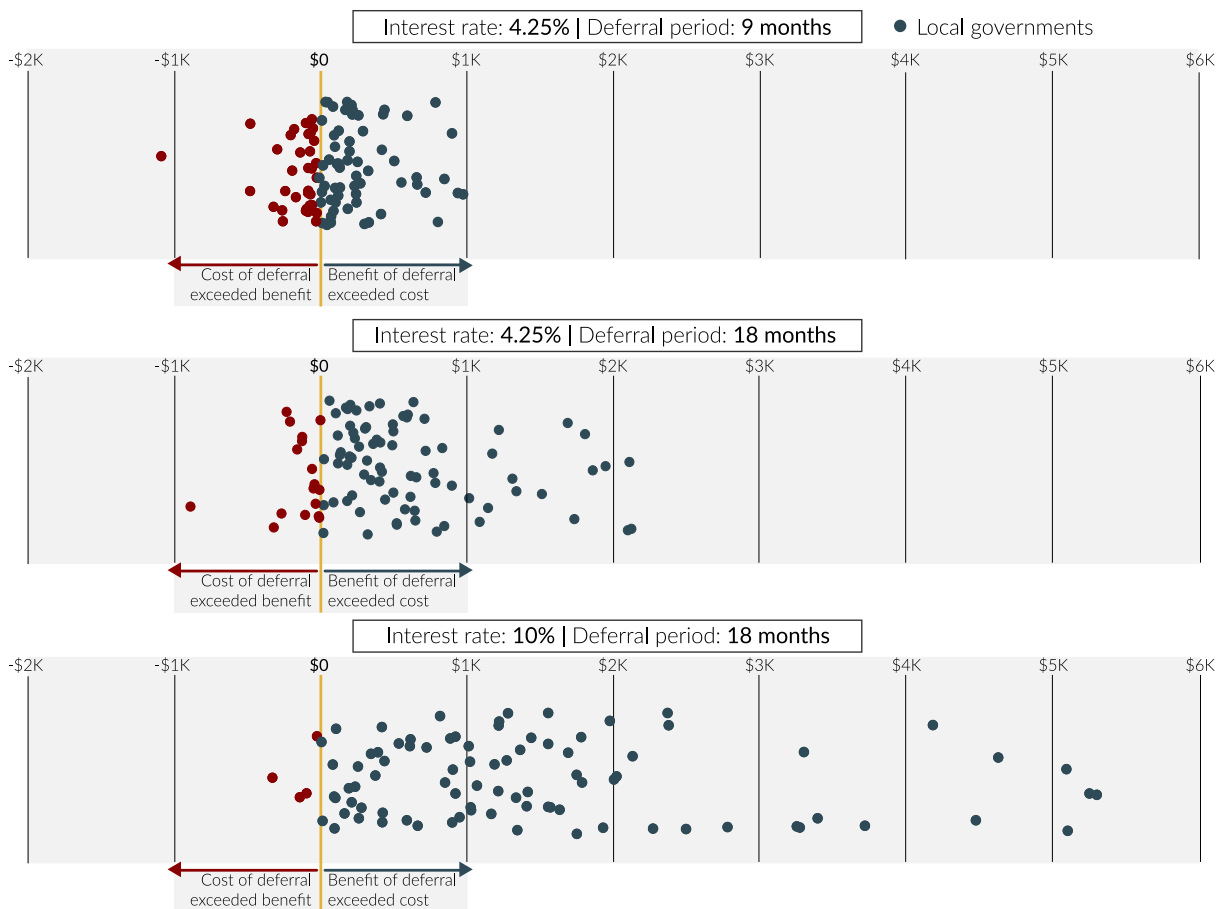 Interest rate: 4.25% | Deferral period: 9 months
Local governments
-$2K -$1K $0 $1K $2K $3K $4K $5K $6K
Cost of deferral exceeded benefit
Benefit of deferral exceeded cost
Interest rate: 4.25% | Deferral period: 18 months
-$2K -$1K $0 $1K $2K $3K $4K $5K $6K
Cost of deferral exceeded benefit
Benefit of deferral exceeded cost
Interest rate: 10% | Deferral period: 18 months
-$2K -$1K $0 $1K $2K $3K $4K $5K $6K
Cost of deferral exceeded benefit
Benefit of deferral exceeded cost